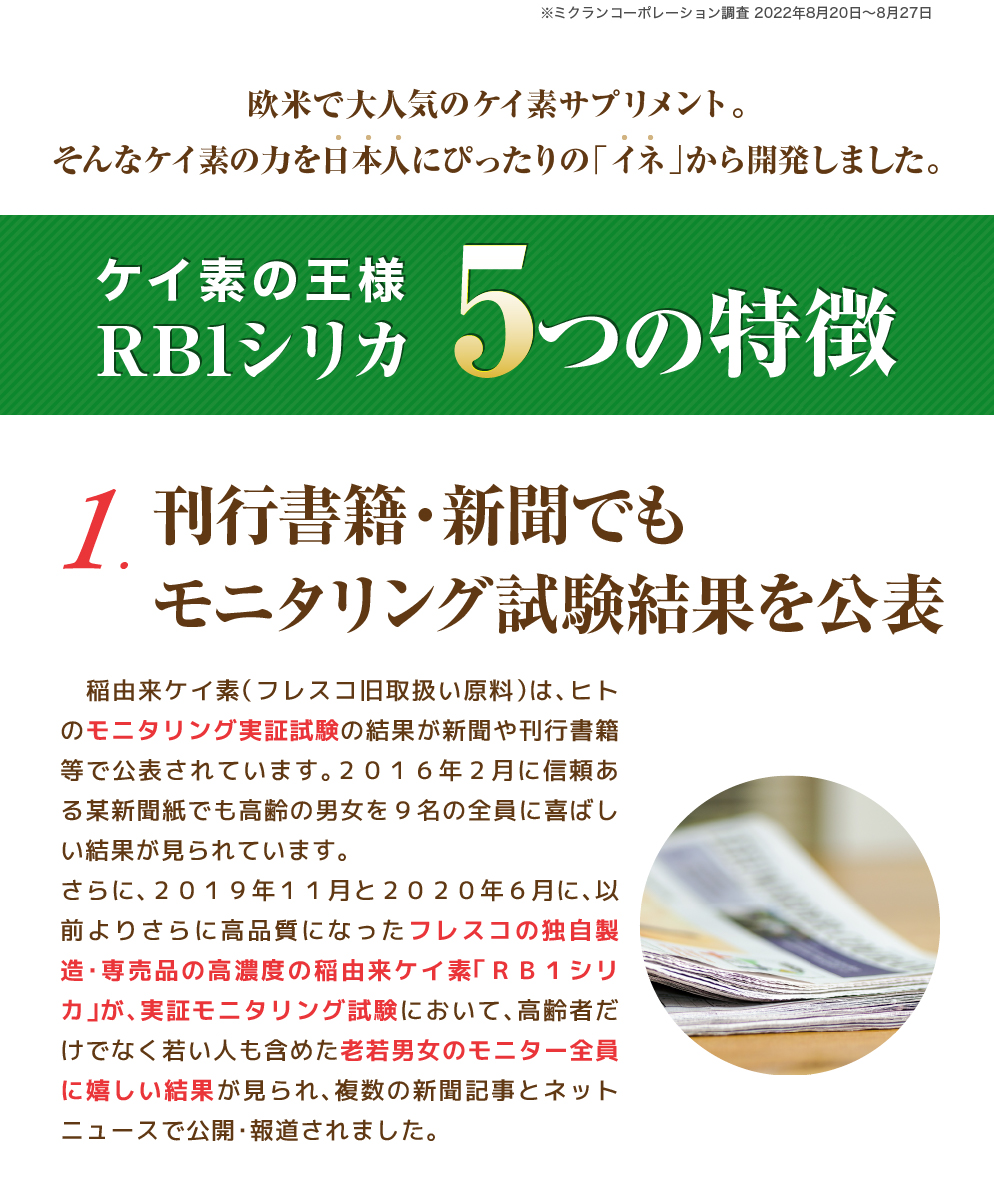 ※ミクランコーポレーション調査 2022年8月20日〜8月27日
欧米で大人気のケイ素サプリメント。
そんなケイ素の力を日本人にぴったりの「イネ」から開発しました。
ケイ素の王様
RB1シリカ
5つの特徴
1.
刊行書籍・新聞でも
モニタリング試験結果を公表
稲由来ケイ素(フレスコ旧取扱い原料)は、ヒト
のモニタリング実証試験の結果が新聞や刊行書籍
等で公表されています。２０１６年２月に信頼あ
る某新聞紙でも高齢の男女を９名の全員に喜ばし
い結果が見られています。
さらに、２０１９年１１月と２０２０年６月に、以
前よりさらに高品質になったフレスコの独自製
造・専売品の高濃度の稲由来ケイ素「ＲＢ１シリ
カ」が、実証モニタリング試験において、高齢者だ
けでなく若い人も含めた老若男女のモニター全員
に嬉しい結果が見られ、複数の新聞記事とネット
ニュースで公開・報道されました。